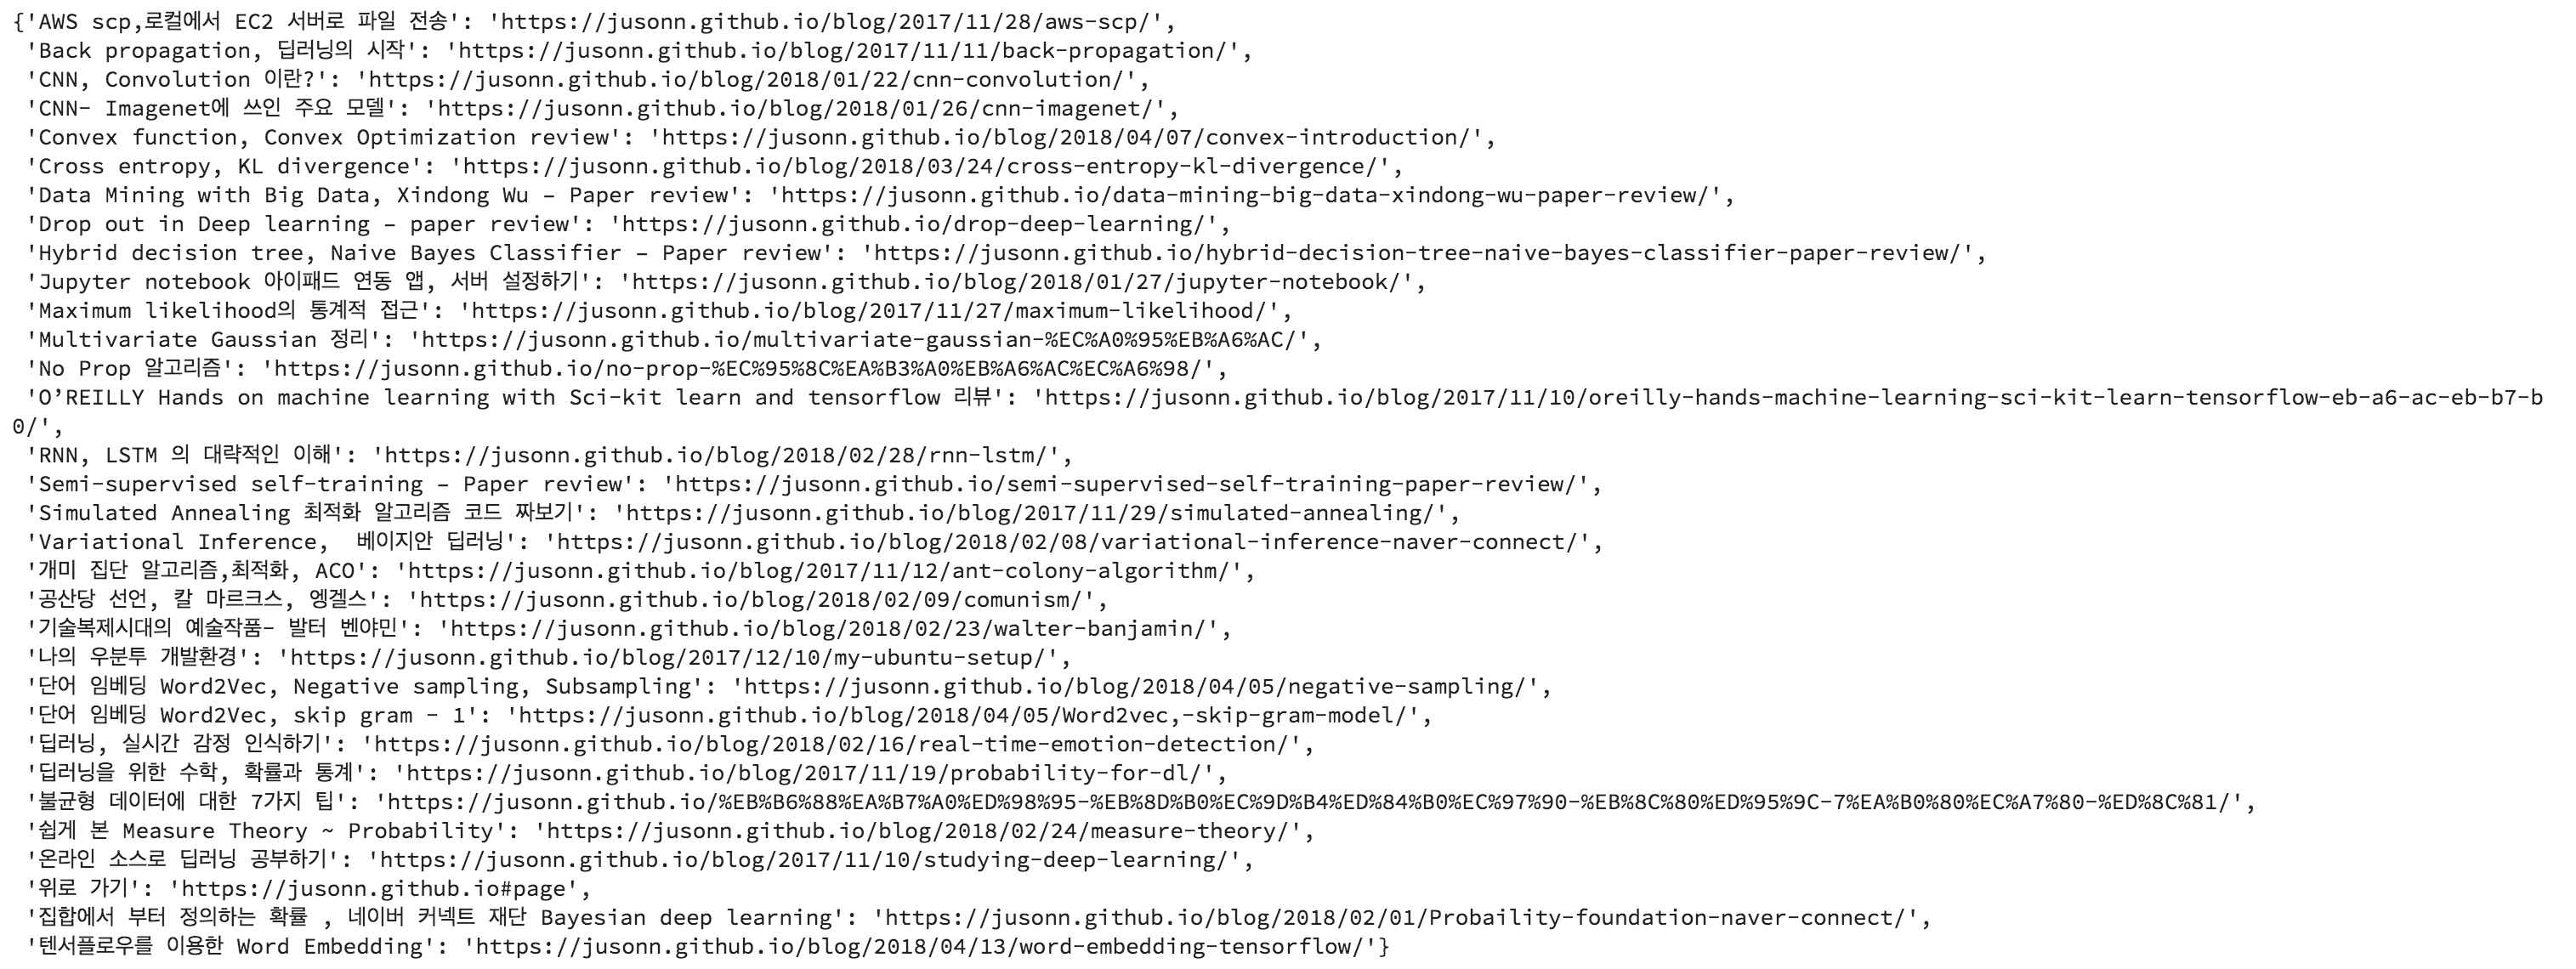 {'AWS scp,로컬에서 EC2 서버로 파일 전송': 'https://jusonn.github.io/blog/2017/11/28/aws-scp/',
 'Back propagation, 딥러닝의 시작': 'https://jusonn.github.io/blog/2017/11/11/back-propagation/',
 'CNN, Convolution 이란?': 'https://jusonn.github.io/blog/2018/01/22/cnn-convolution/',
 'CNN- Imagenet에 쓰인 주요 모델': 'https://jusonn.github.io/blog/2018/01/26/cnn-imagenet/',
 'Convex function, Convex Optimization review': 'https://jusonn.github.io/blog/2018/04/07/convex-introduction/',
 'Cross entropy, KL divergence': 'https://jusonn.github.io/blog/2018/03/24/cross-entropy-kl-divergence/',
 'Data Mining with Big Data, Xindong Wu – Paper review': 'https://jusonn.github.io/data-mining-big-data-xindong-wu-paper-review/',
 'Drop out in Deep learning – paper review': 'https://jusonn.github.io/drop-deep-learning/',
 'Hybrid decision tree, Naive Bayes Classifier – Paper review': 'https://jusonn.github.io/hybrid-decision-tree-naive-bayes-classifier-paper-review/',
 'Jupyter notebook 아이패드 연동 앱, 서버 설정하기': 'https://jusonn.github.io/blog/2018/01/27/jupyter-notebook/',
 'Maximum likelihood의 통계적 접근': 'https://jusonn.github.io/blog/2017/11/27/maximum-likelihood/',
 'Multivariate Gaussian 정리': 'https://jusonn.github.io/multivariate-gaussian-%EC%A0%95%EB%A6%AC/',
 'No Prop 알고리즘': 'https://jusonn.github.io/no-prop-%EC%95%8C%EA%B3%A0%EB%A6%AC%EC%A6%98/',
 'O’REILLY Hands on machine learning with Sci-kit learn and tensorflow 리뷰': 'https://jusonn.github.io/blog/2017/11/10/oreilly-hands-machine-learning-sci-kit-learn-tensorflow-eb-a6-ac-eb-b7-b
0/',
 'RNN, LSTM 의 대략적인 이해': 'https://jusonn.github.io/blog/2018/02/28/rnn-lstm/',
 'Semi-supervised self-training – Paper review': 'https://jusonn.github.io/semi-supervised-self-training-paper-review/',
 'Simulated Annealing 최적화 알고리즘 코드 짜보기': 'https://jusonn.github.io/blog/2017/11/29/simulated-annealing/',
 'Variational Inference,  베이지안 딥러닝': 'https://jusonn.github.io/blog/2018/02/08/variational-inference-naver-connect/',
 '개미 집단 알고리즘,최적화, ACO': 'https://jusonn.github.io/blog/2017/11/12/ant-colony-algorithm/',
 '공산당 선언, 칼 마르크스, 엥겔스': 'https://jusonn.github.io/blog/2018/02/09/comunism/',
 '기술복제시대의 예술작품– 발터 벤야민': 'https://jusonn.github.io/blog/2018/02/23/walter-banjamin/',
 '나의 우분투 개발환경': 'https://jusonn.github.io/blog/2017/12/10/my-ubuntu-setup/',
 '단어 임베딩 Word2Vec, Negative sampling, Subsampling': 'https://jusonn.github.io/blog/2018/04/05/negative-sampling/',
 '단어 임베딩 Word2Vec, skip gram - 1': 'https://jusonn.github.io/blog/2018/04/05/Word2vec,-skip-gram-model/',
 '딥러닝, 실시간 감정 인식하기': 'https://jusonn.github.io/blog/2018/02/16/real-time-emotion-detection/',
 '딥러닝을 위한 수학, 확률과 통계': 'https://jusonn.github.io/blog/2017/11/19/probability-for-dl/',
 '불균형 데이터에 대한 7가지 팁': 'https://jusonn.github.io/%EB%B6%88%EA%B7%A0%ED%98%95-%EB%8D%B0%EC%9D%B4%ED%84%B0%EC%97%90-%EB%8C%80%ED%95%9C-7%EA%B0%80%EC%A7%80-%ED%8C%81/',
 '쉽게 본 Measure Theory ~ Probability': 'https://jusonn.github.io/blog/2018/02/24/measure-theory/',
 '온라인 소스로 딥러닝 공부하기': 'https://jusonn.github.io/blog/2017/11/10/studying-deep-learning/',
 '위로 가기': 'https://jusonn.github.io#page',
 '집합에서 부터 정의하는 확률 , 네이버 커넥트 재단 Bayesian deep learning': 'https://jusonn.github.io/blog/2018/02/01/Probaility-foundation-naver-connect/',
 '텐서플로우를 이용한 Word Embedding': 'https://jusonn.github.io/blog/2018/04/13/word-embedding-tensorflow/'}